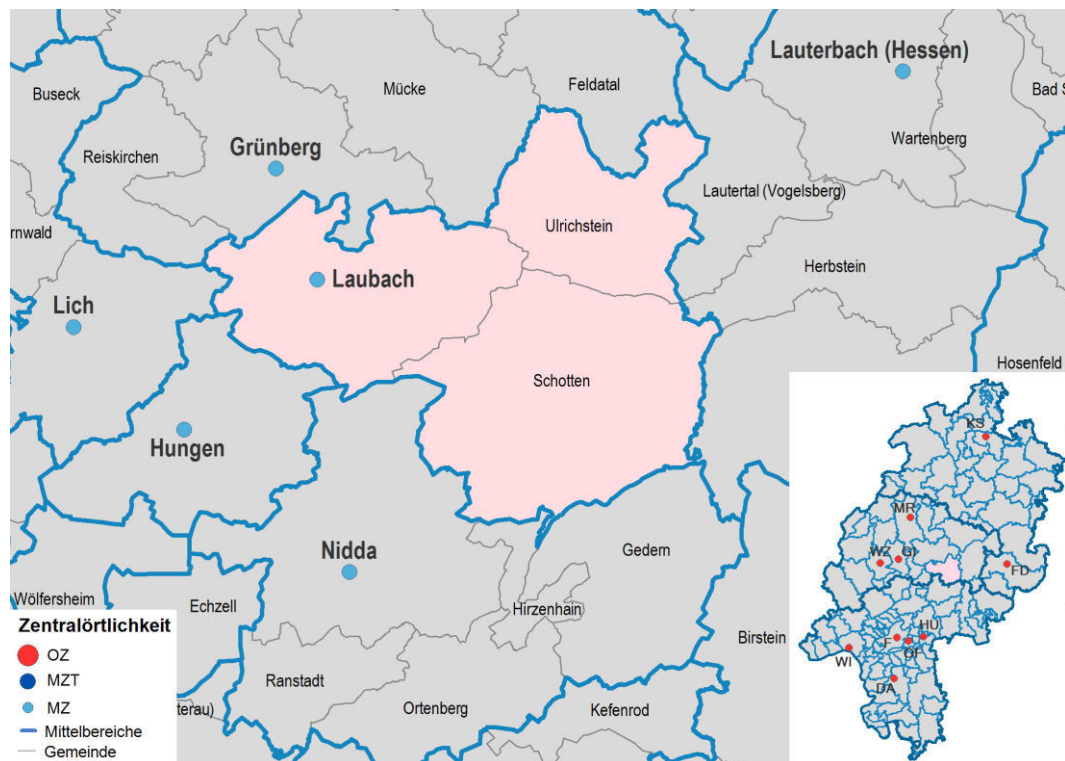 Lauterbach (Hessen)
Buseck
Mücke
Feldatal
Bad S
Reiskirchen
Grünberg
Wartenberg
Lautertal (Vogelsberg)
rnwald
Ulrichstein
Herbstein
Laubach
Lich
Schotten
Hosenfeld
Hungen
Nidda
Gedern
Wölfersheim
Echzell
Hirzenhain
Birstein
Ranstadt
Ortenberg
Kefenrod
terau)
Zentralörtlichkeit
OZ
MZT
MZ
Mittelbereiche
Gemeinde
KS
MR
WZ
GI
FD
HU
F
OF
WI
DA